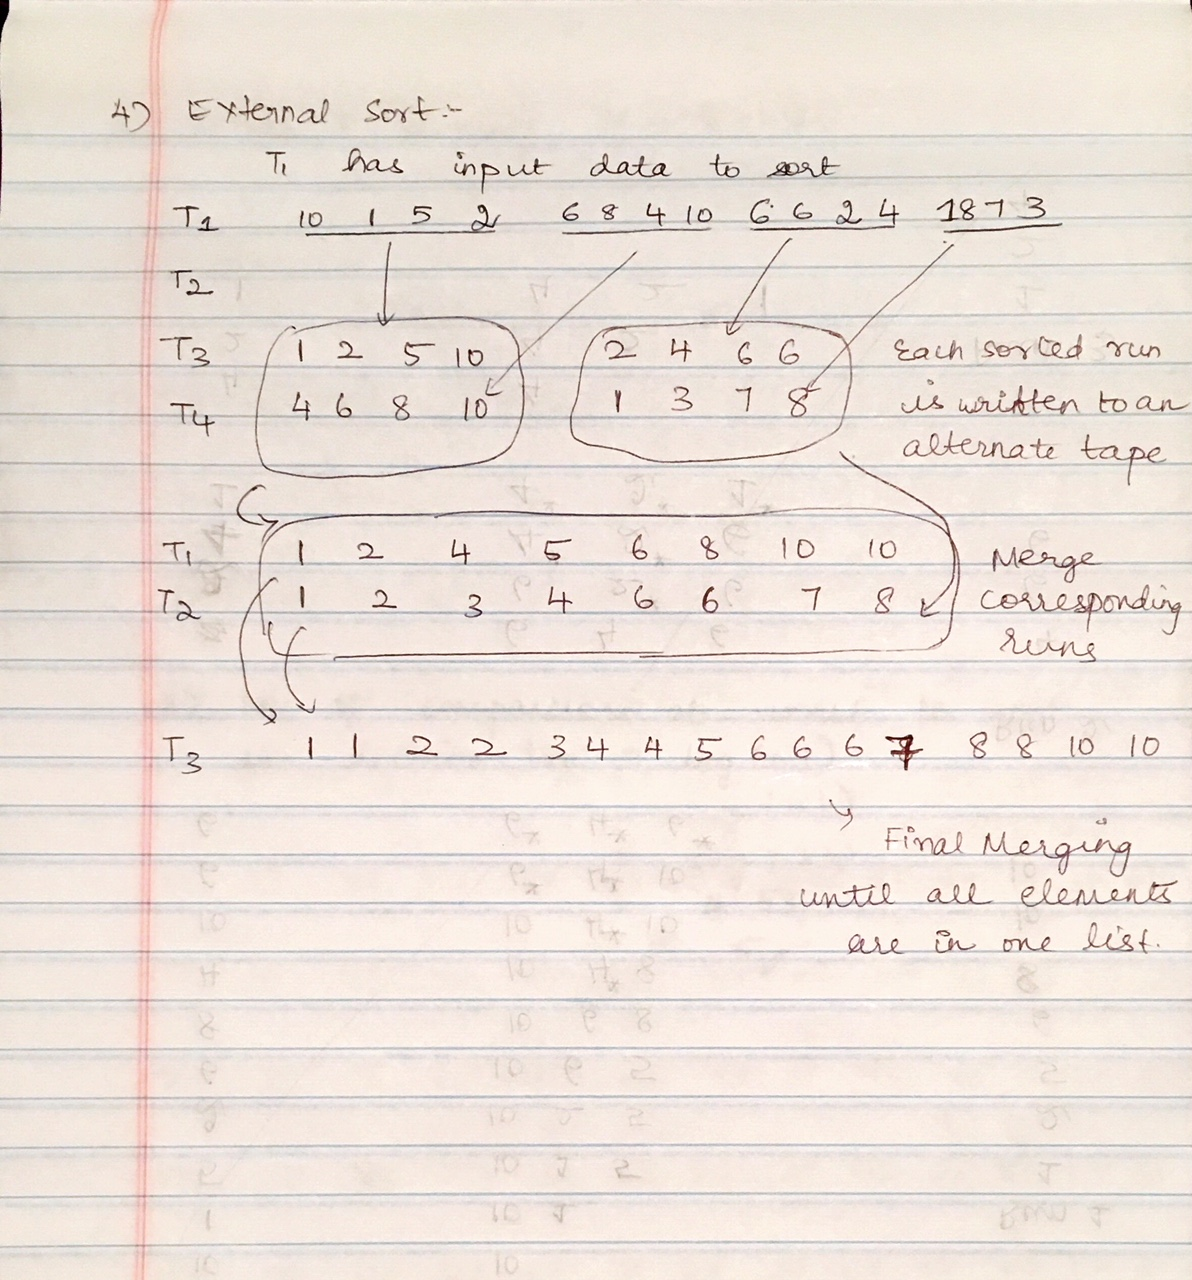 4) External Sort:-
T1 has input data to sort
T1 10 1 5 2 6 8 4 10 6 6 2 4 1 8 7 3
T2
T3 1 2 5 10 2 4 6 6 Each sorted run
T4 4 6 8 10 1 3 7 8 is written to an
alternate tape
T1 1 2 4 5 6 8 10 10 Merge
T2 1 2 3 4 6 6 7 8 corresponding
runs
T3 1 1 2 2 3 4 4 5 6 6 6 7 8 8 10 10
Final Merging
until all elements
are in one list.